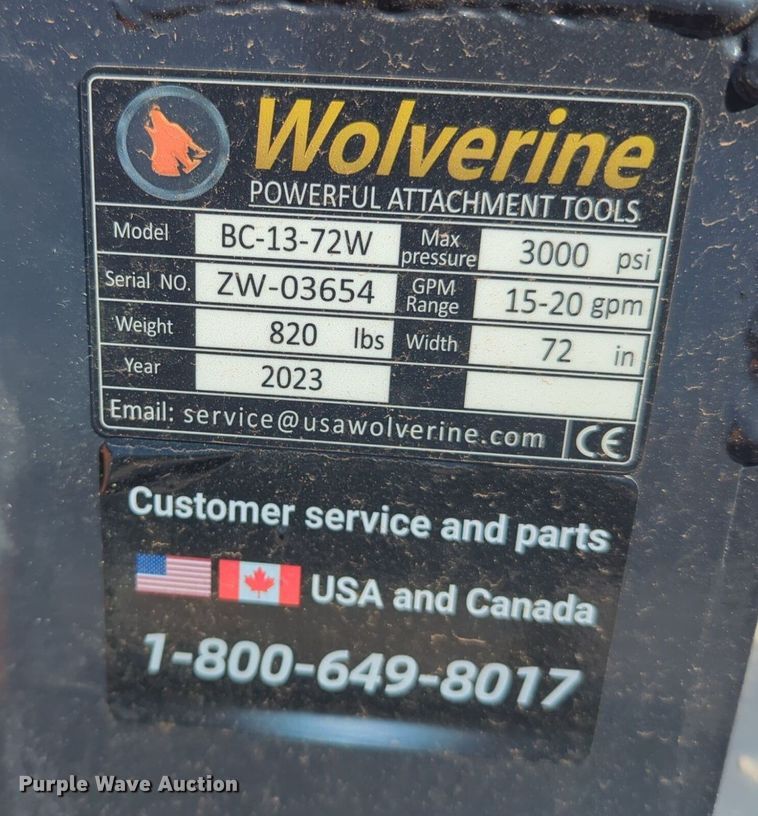 Wolverine
POWERFUL ATTACHMENT TOOLS
Model BC-13-72W Max pressure 3000 psi
Serial NO. ZW-03654 GPM Range 15-20 gpm
Weight 820 lbs Width 72 in
Year 2023
Email: service@usawolverine.com CE
Customer service and parts
USA and Canada
1-800-649-8017
Purple Wave Auction